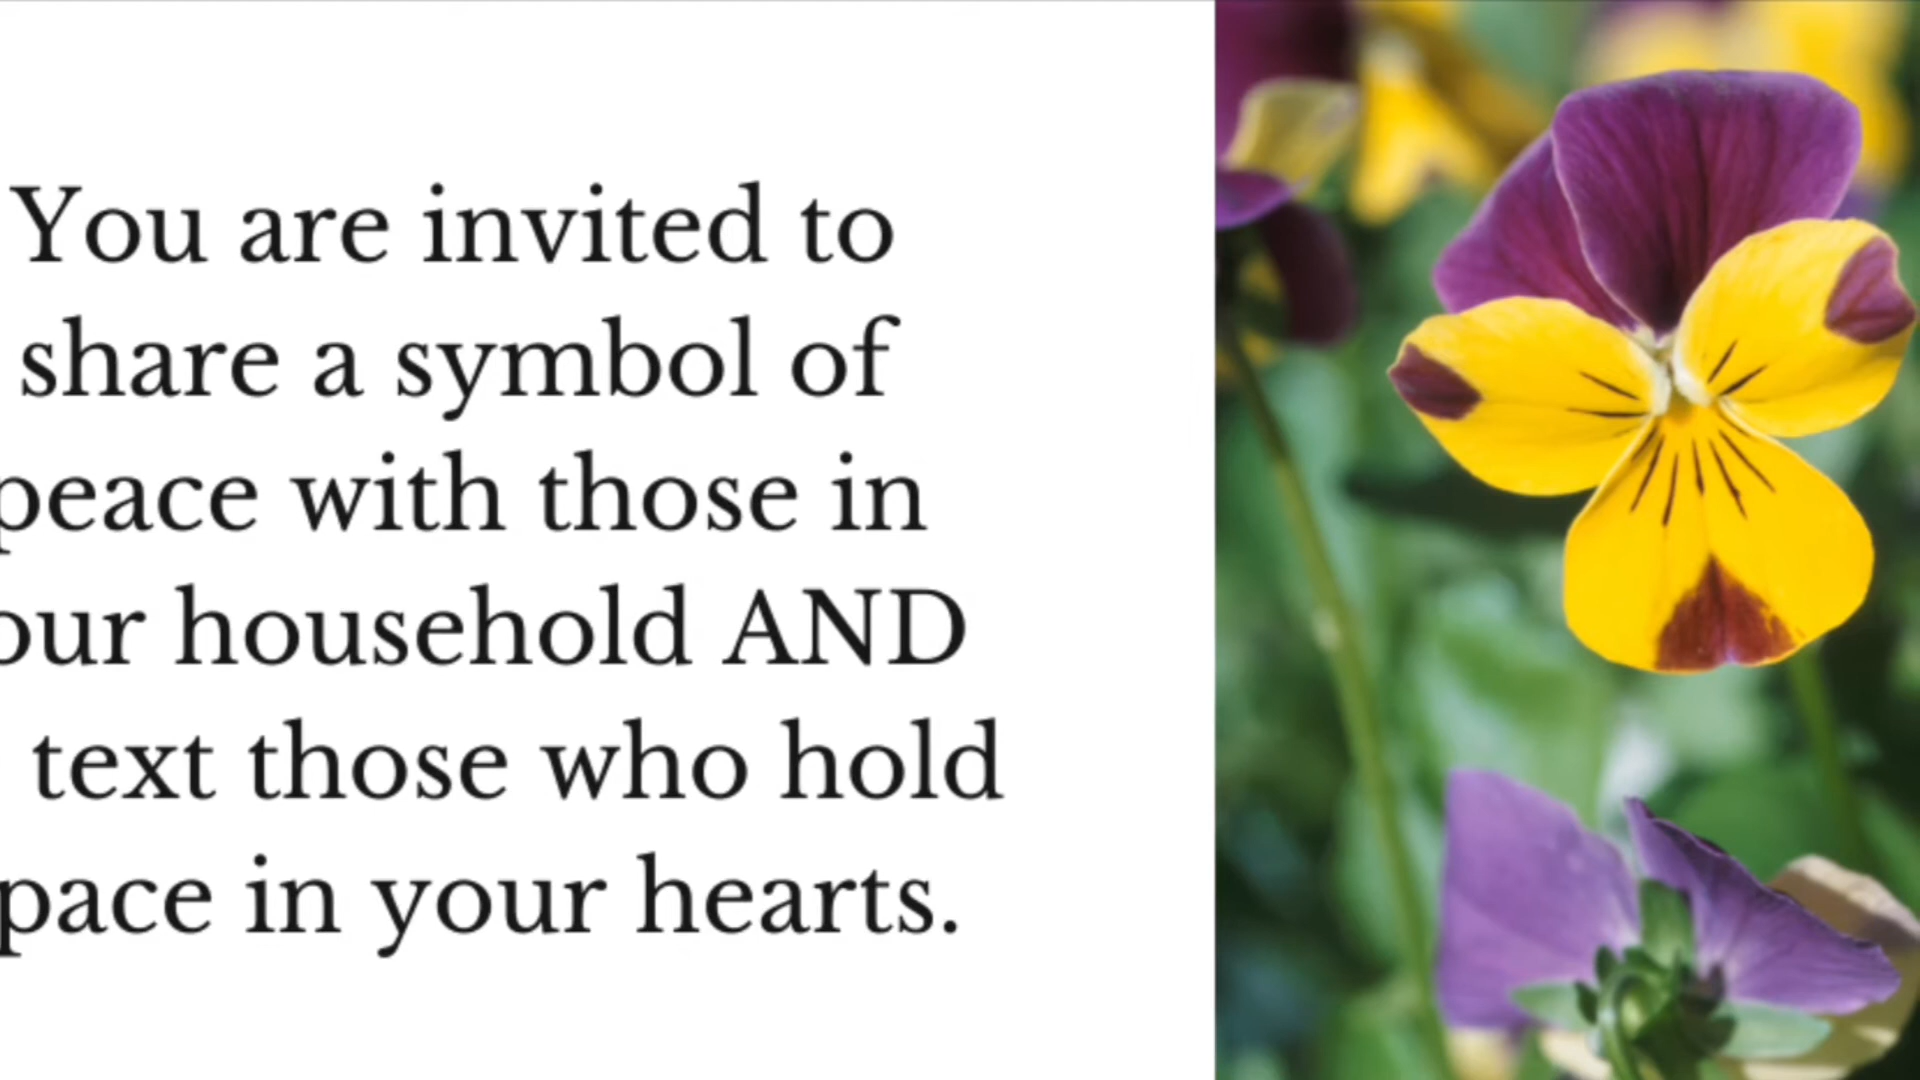 You are invited to
share a symbol of
peace with those in
our household AND
text those who hold
pace in your hearts.